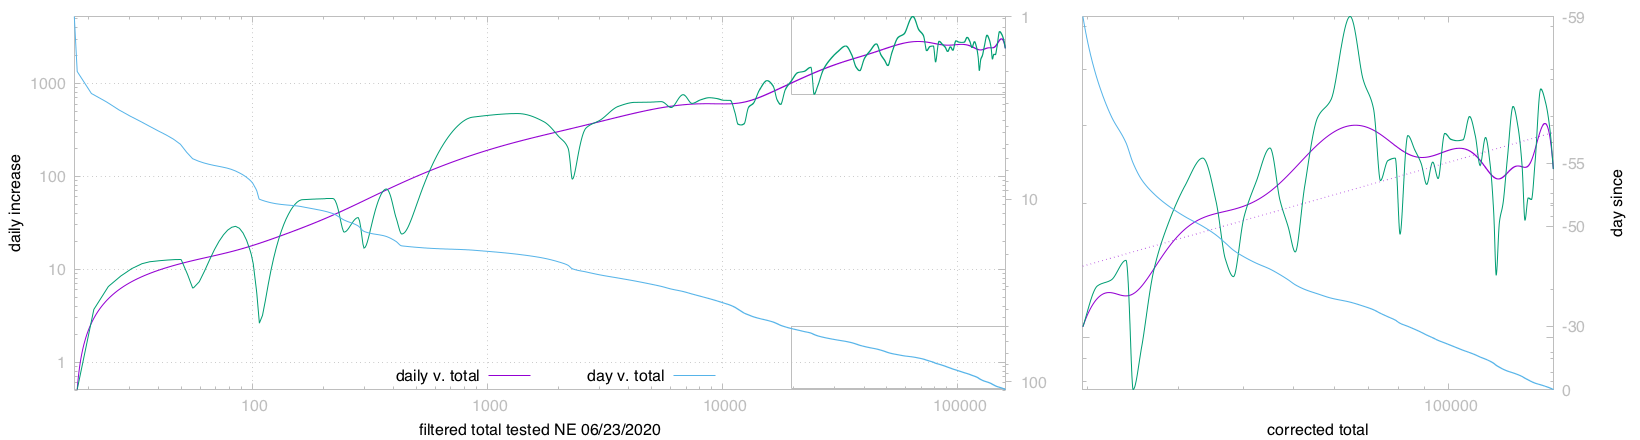 1000
100
10
1
daily increase
100
1000
10000
100000
daily v. total
day v. total
filtered total tested NE 06/23/2020
1
10
100
100000
corrected total
-59
-55
-50
-30
0
day since